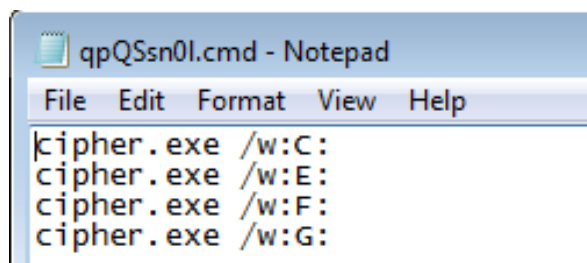 qpQSsn0l.cmd - Notepad
File Edit Format View Help
cipher.exe /w:C:
cipher.exe /w:E:
cipher.exe /w:F:
cipher.exe /w:G: